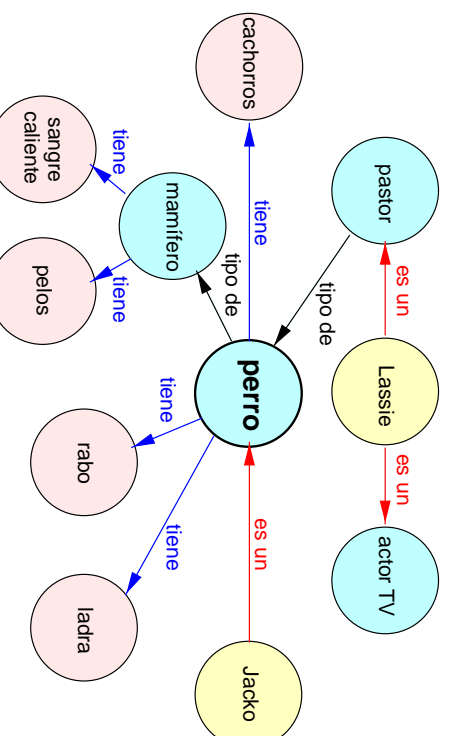 pastor
es un
Lassie
es un
actor TV
tipo de
cachorros
tiene
perro
es un
Jacko
tipo de
mamífero
tiene
sangre
caliente
tiene
pelos
tiene
rabo
tiene
ladra